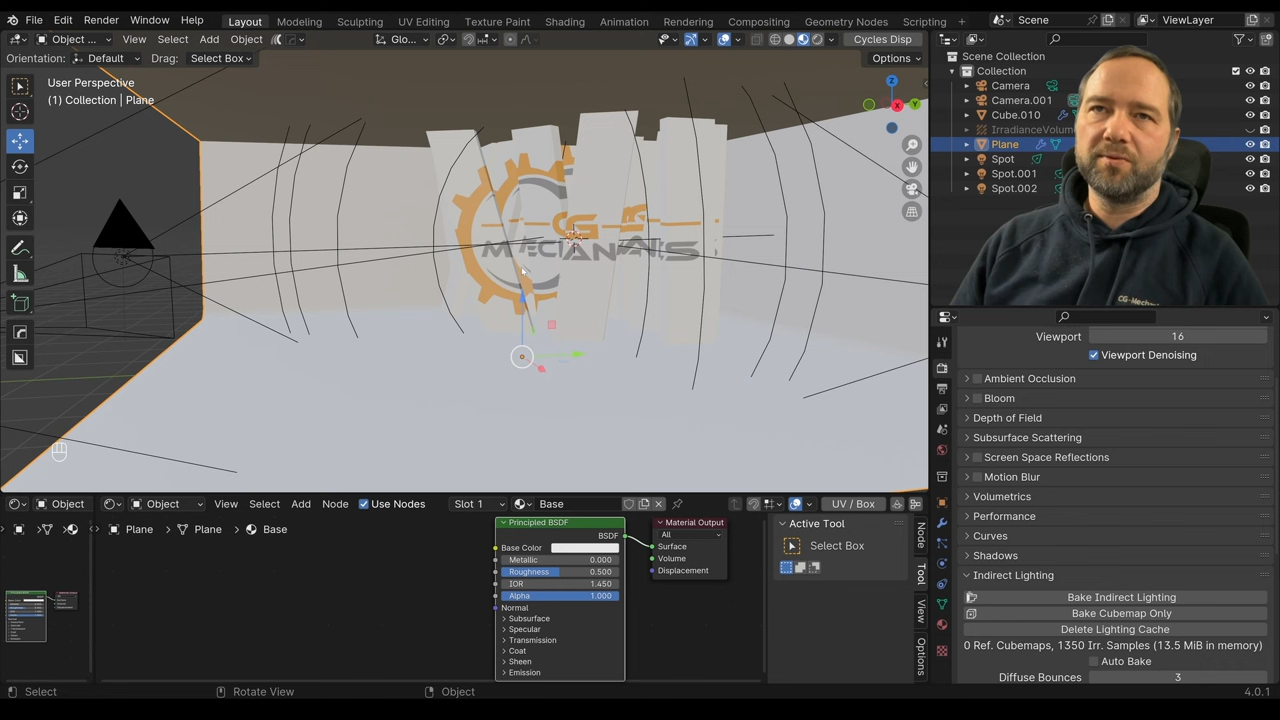 File Edit Render Window Help Layout Modeling Sculpting UV Editing Texture Paint Shading Animation Rendering Compositing Geometry Nodes Scripting + Scene ViewLayer
Object ... View Select Add Object Glo... Cycles Disp
Orientation: Default Drag: Select Box Options
User Perspective
(1) Collection | Plane
Z
X
Y
CG
Scene Collection
Collection
Camera
Camera.001
Cube.010
IrradianceVolum
Plane
Spot
Spot.001
Spot.002
Viewport 16
Viewport Denoising
Ambient Occlusion
Bloom
Depth of Field
Subsurface Scattering
Screen Space Reflections
Motion Blur
Volumetrics
Performance
Curves
Shadows
Indirect Lighting
Bake Indirect Lighting
Bake Cubemap Only
Delete Lighting Cache
0 Ref. Cubemaps, 1350 Irr. Samples (13.5 MiB in memory)
Auto Bake
Diffuse Bounces 3
Object Object View Select Add Node Use Nodes Slot 1 Base UV / Box
Plane Plane Base
Principled BSDF
BSDF
Base Color
Metallic 0.000
Roughness 0.500
IOR 1.450
Alpha 1.000
Normal
Subsurface
Specular
Transmission
Coat
Sheen
Emission
Material Output
All
Surface
Volume
Displacement
Active Tool
Select Box
Node
Tool
View
Options
Select Rotate View Object 4.0.1